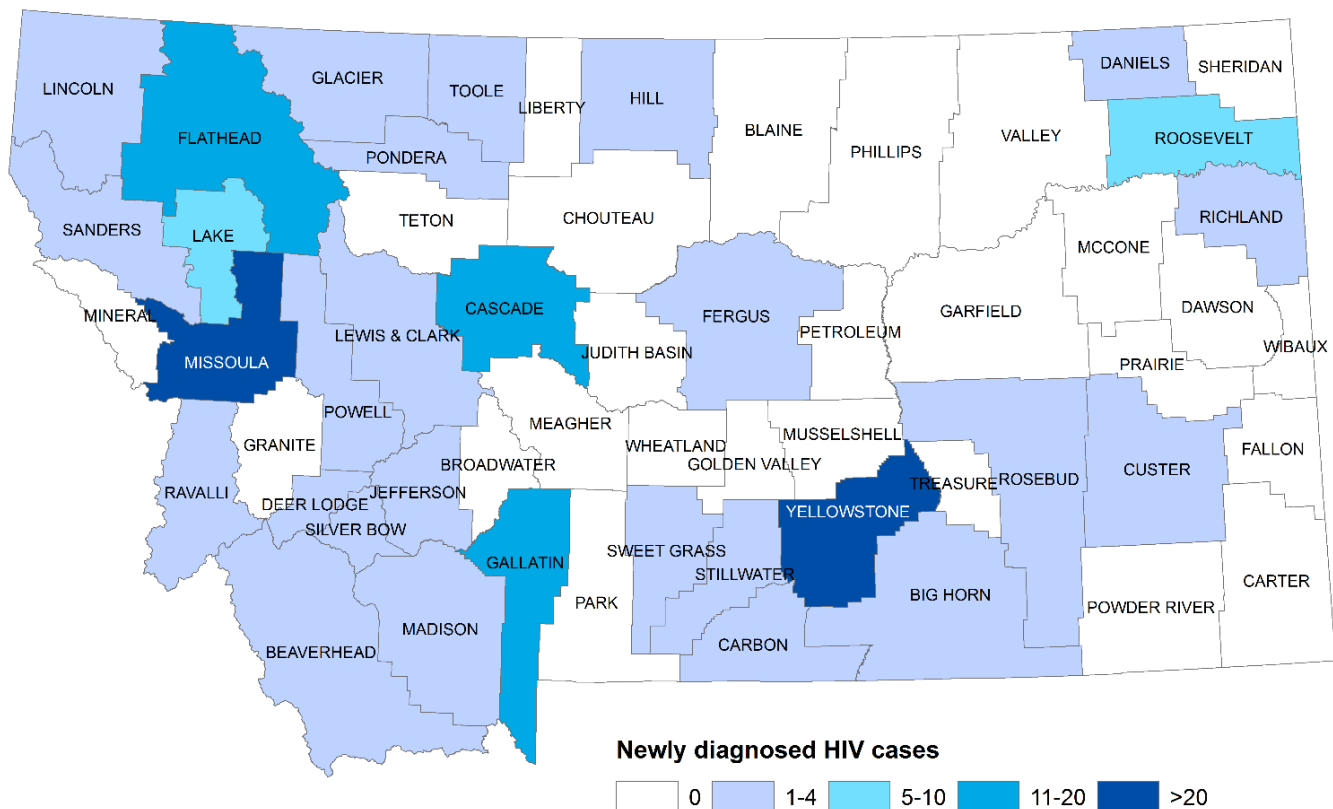 LINCOLN
GLACIER
TOOLE
LIBERTY
HILL
BLAINE
PHILLIPS
VALLEY
DANIELS
SHERIDAN
FLATHEAD
PONDERA
ROOSEVELT
SANDERS
LAKE
TETON
CHOUTEAU
RICHLAND
MCCONE
MINERAL
MISSOULA
LEWIS & CLARK
CASCADE
JUDITH BASIN
FERGUS
PETROLEUM
GARFIELD
DAWSON
WIBAUX
PRAIRIE
POWELL
GRANITE
MEAGHER
BROADWATER
WHEATLAND
GOLDEN VALLEY
MUSSELSHELL
TREASURE
ROSEBUD
CUSTER
FALLON
RAVALLI
DEER LODGE
JEFFERSON
SILVER BOW
GALLATIN
SWEET GRASS
STILLWATER
YELLOWSTONE
BIG HORN
POWDER RIVER
CARTER
BEAVERHEAD
MADISON
PARK
CARBON
Newly diagnosed HIV cases
0 1-4 5-10 11-20 >20